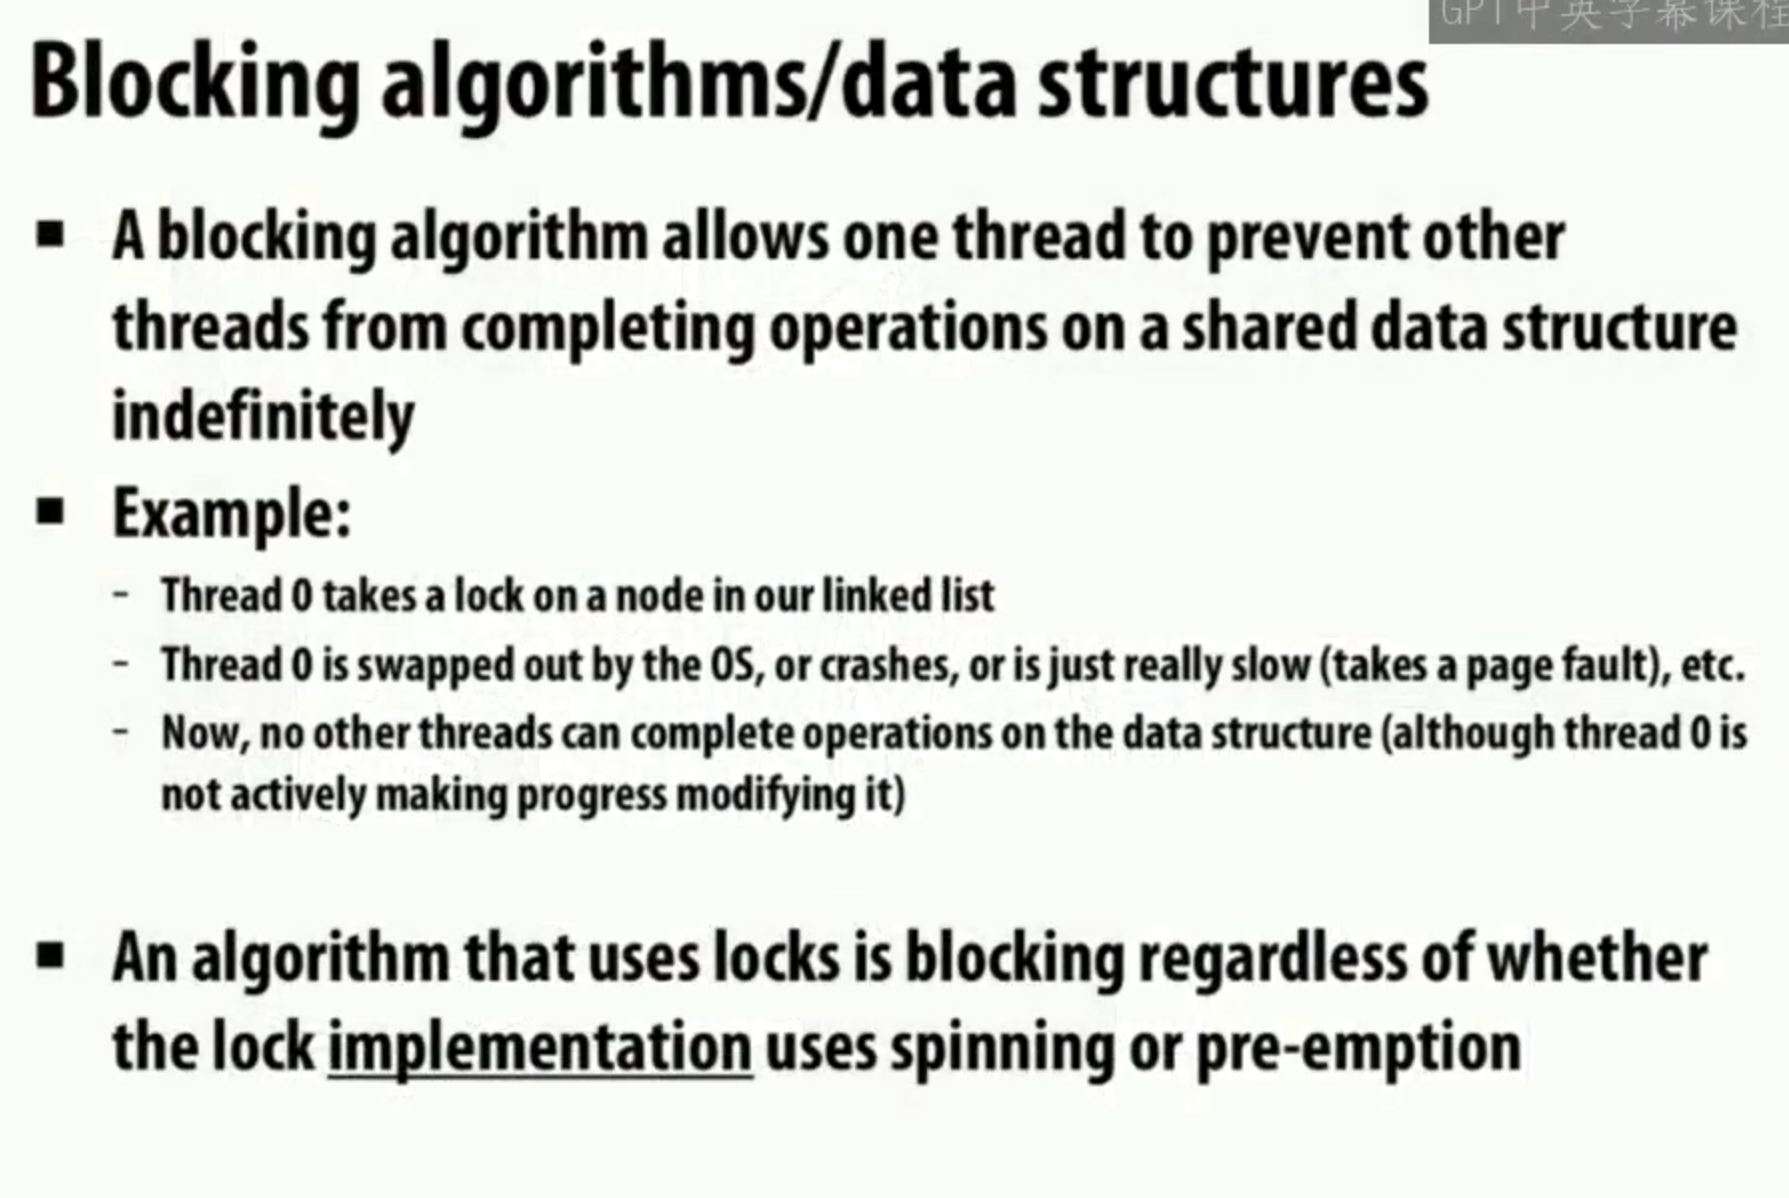 GPT中英字幕课程
Blocking algorithms/data structures
■ A blocking algorithm allows one thread to prevent other
threads from completing operations on a shared data structure
indefinitely
■ Example:
- Thread 0 takes a lock on a node in our linked list
- Thread 0 is swapped out by the OS, or crashes, or is just really slow (takes a page fault), etc.
- Now, no other threads can complete operations on the data structure (although thread 0 is
not actively making progress modifying it)
■ An algorithm that uses locks is blocking regardless of whether
the lock implementation uses spinning or pre-emption